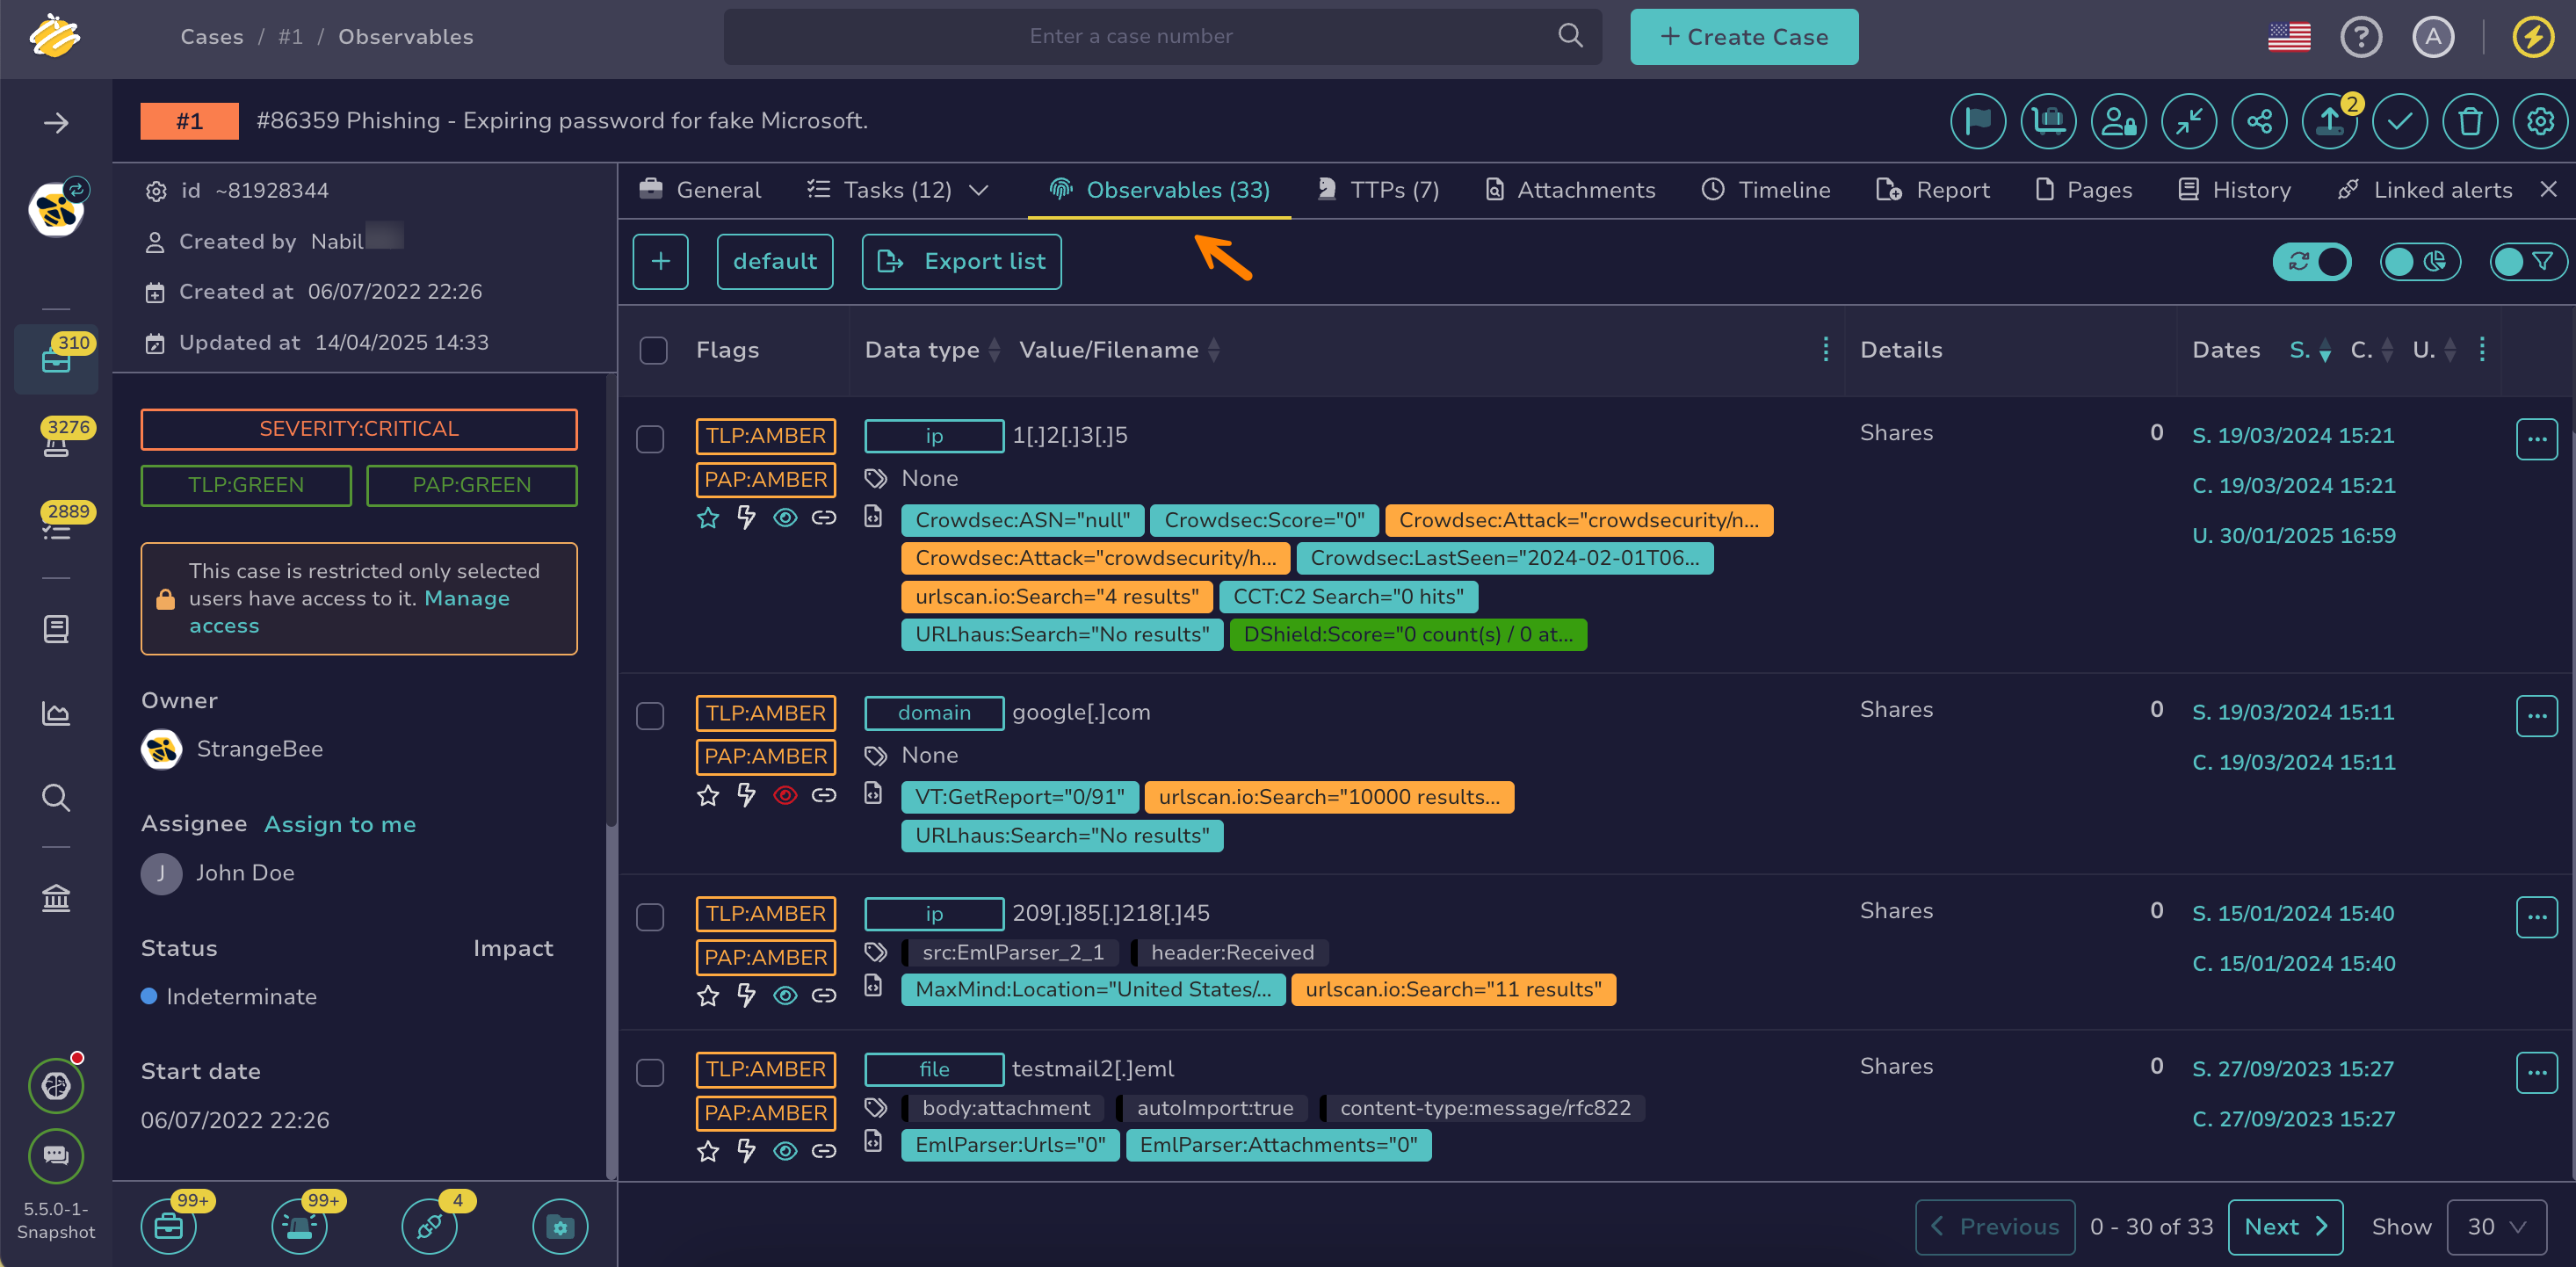 Cases / #1 / Observables
Enter a case number
+ Create Case
A
#1 #86359 Phishing - Expiring password for fake Microsoft.
2
id ~81928344
Created by Nabil
Created at 06/07/2022 22:26
Updated at 14/04/2025 14:33
310
3276
2889
SEVERITY:CRITICAL
TLP:GREEN PAP:GREEN
This case is restricted only selected
users have access to it. Manage
access
Owner
StrangeBee
Assignee Assign to me
J John Doe
Status Impact
Indeterminate
Start date
06/07/2022 22:26
5.5.0-1-
Snapshot
99+ 99+ 4
General Tasks (12) Observables (33) TTPs (7) Attachments Timeline Report Pages History Linked alerts
+ default Export list
Flags Data type Value/Filename Details Dates S. C. U.
TLP:AMBER ip 1[.]2[.]3[.]5 Shares 0 S. 19/03/2024 15:21
PAP:AMBER None C. 19/03/2024 15:21
Crowdsec:ASN="null" Crowdsec:Score="0" Crowdsec:Attack="crowdsecurity/n... U. 30/01/2025 16:59
Crowdsec:Attack="crowdsecurity/h... Crowdsec:LastSeen="2024-02-01T06...
urlscan.io:Search="4 results" CCT:C2 Search="0 hits"
URLhaus:Search="No results" DShield:Score="0 count(s) / 0 at...
TLP:AMBER domain google[.]com Shares 0 S. 19/03/2024 15:11
PAP:AMBER None C. 19/03/2024 15:11
VT:GetReport="0/91" urlscan.io:Search="10000 results...
URLhaus:Search="No results"
TLP:AMBER ip 209[.]85[.]218[.]45 Shares 0 S. 15/01/2024 15:40
PAP:AMBER src:EmlParser_2_1 header:Received C. 15/01/2024 15:40
MaxMind:Location="United States/... urlscan.io:Search="11 results"
TLP:AMBER file testmail2[.]eml Shares 0 S. 27/09/2023 15:27
PAP:AMBER body:attachment autoImport:true content-type:message/rfc822 C. 27/09/2023 15:27
EmlParser:Urls="0" EmlParser:Attachments="0"
Previous 0 - 30 of 33 Next Show 30